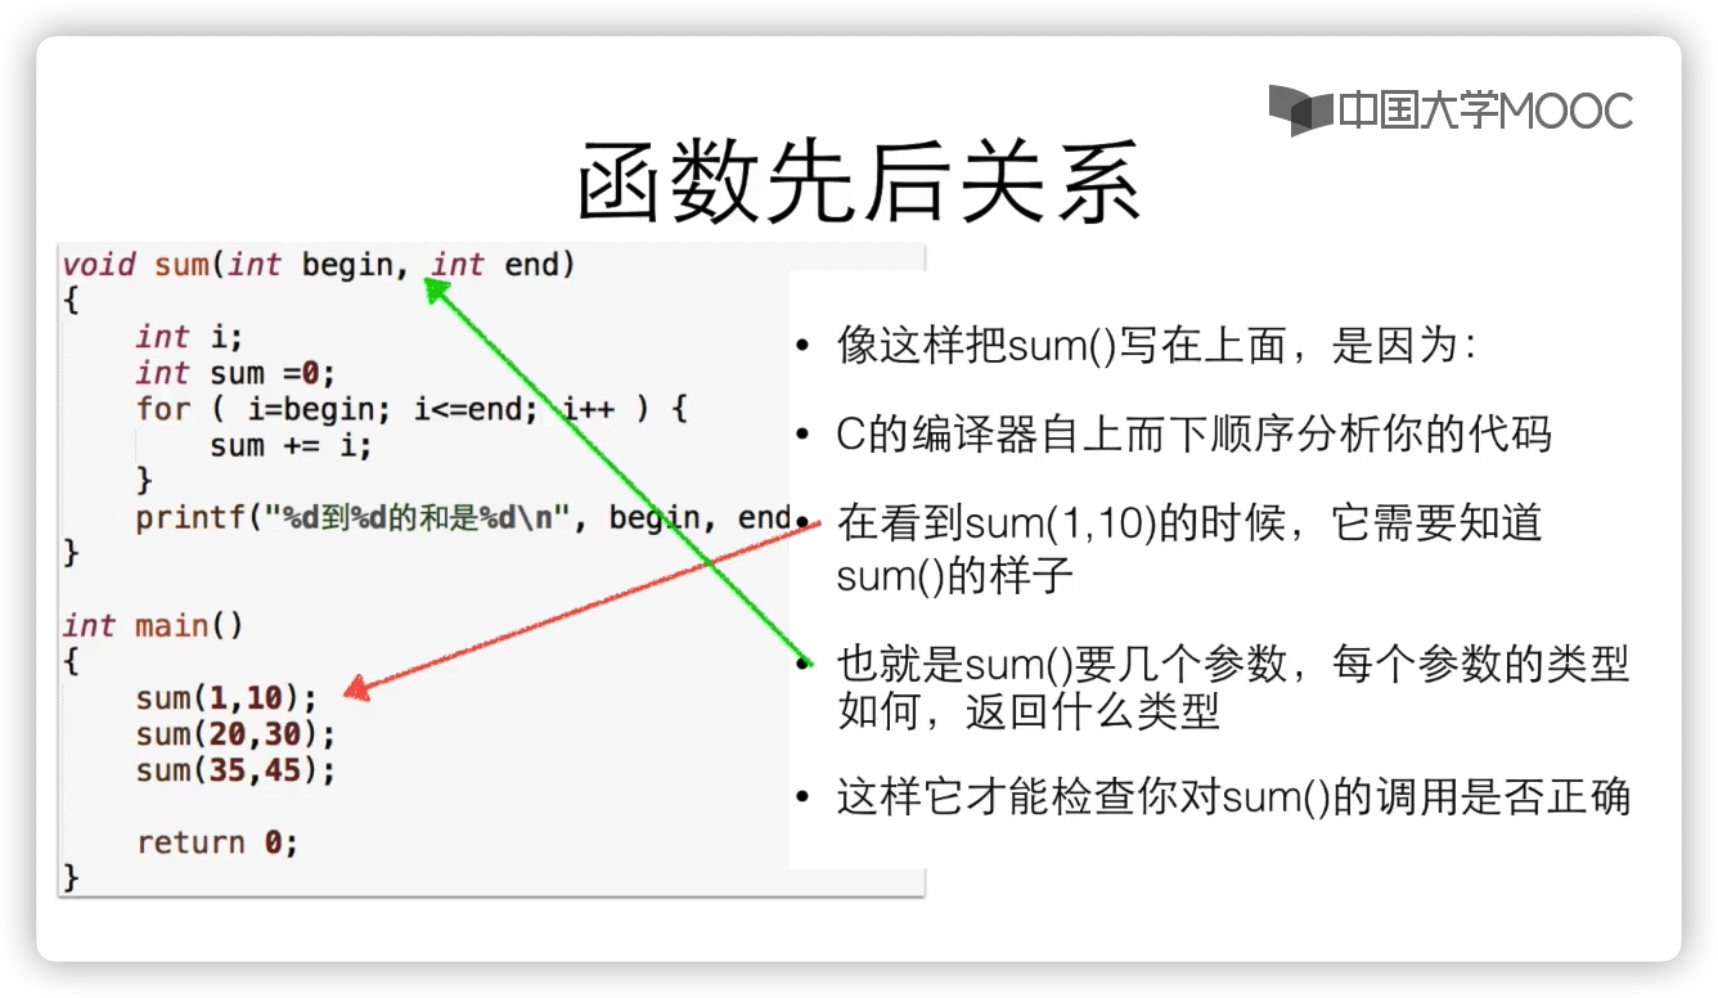 中国大学MOOC
函数先后关系
void sum(int begin, int end)
{
    int i;
    int sum =0;
    for ( i=begin; i<=end; i++ ) {
        sum += i;
    }
    printf("%d到%d的和是%d\n", begin, end
}
int main()
{
    sum(1,10);
    sum(20,30);
    sum(35,45);
    return 0;
}
• 像这样把sum()写在上面，是因为：
• C的编译器自上而下顺序分析你的代码
• 在看到sum(1,10)的时候，它需要知道
sum()的样子
• 也就是sum()要几个参数，每个参数的类型
如何，返回什么类型
• 这样它才能检查你对sum()的调用是否正确